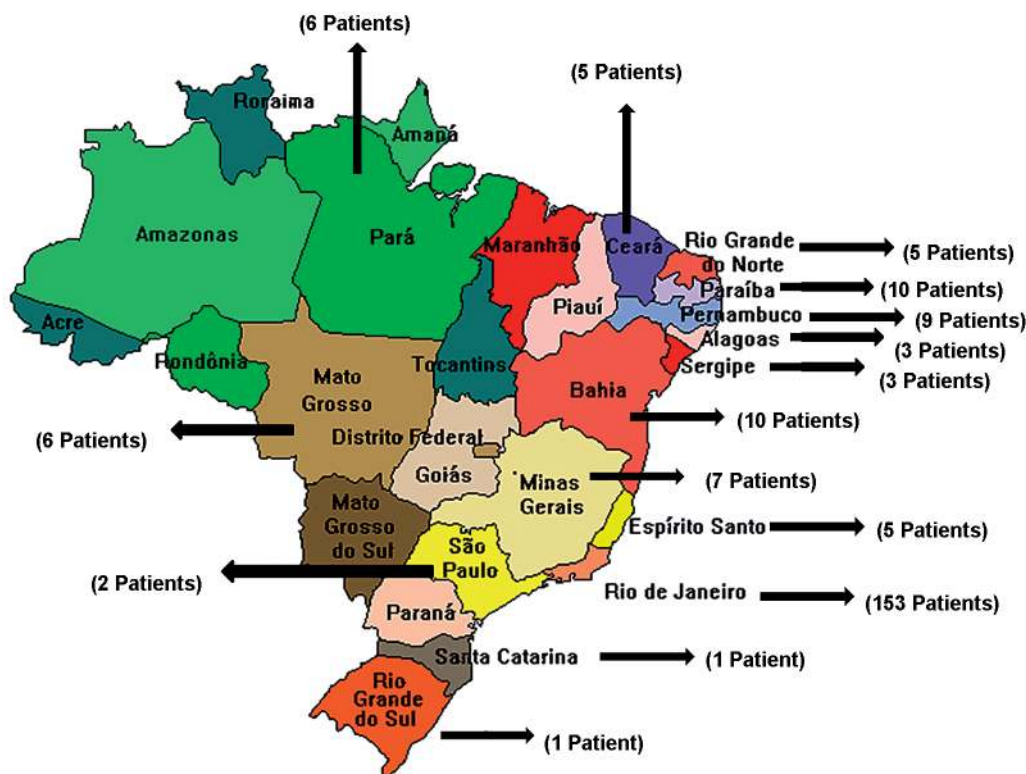 (6 Patients)
(5 Patients)
Roraima
Amapá
Amazonas
Pará
Maranhão
Ceará
Rio Grande
do Norte
(5 Patients)
Piauí
Paraíba
(10 Patients)
Pernambuco
(9 Patients)
Acre
Rondônia
Tocantins
Alagoas
(3 Patients)
Sergipe
(3 Patients)
Mato
Grosso
Bahia
(10 Patients)
(6 Patients)
Distrito Federal
Goiás
Minas
Gerais
(7 Patients)
Mato
Grosso
do Sul
Espírito Santo
(5 Patients)
São
Paulo
(2 Patients)
Rio de Janeiro
(153 Patients)
Paraná
Santa Catarina
(1 Patient)
Rio
Grande
do Sul
(1 Patient)